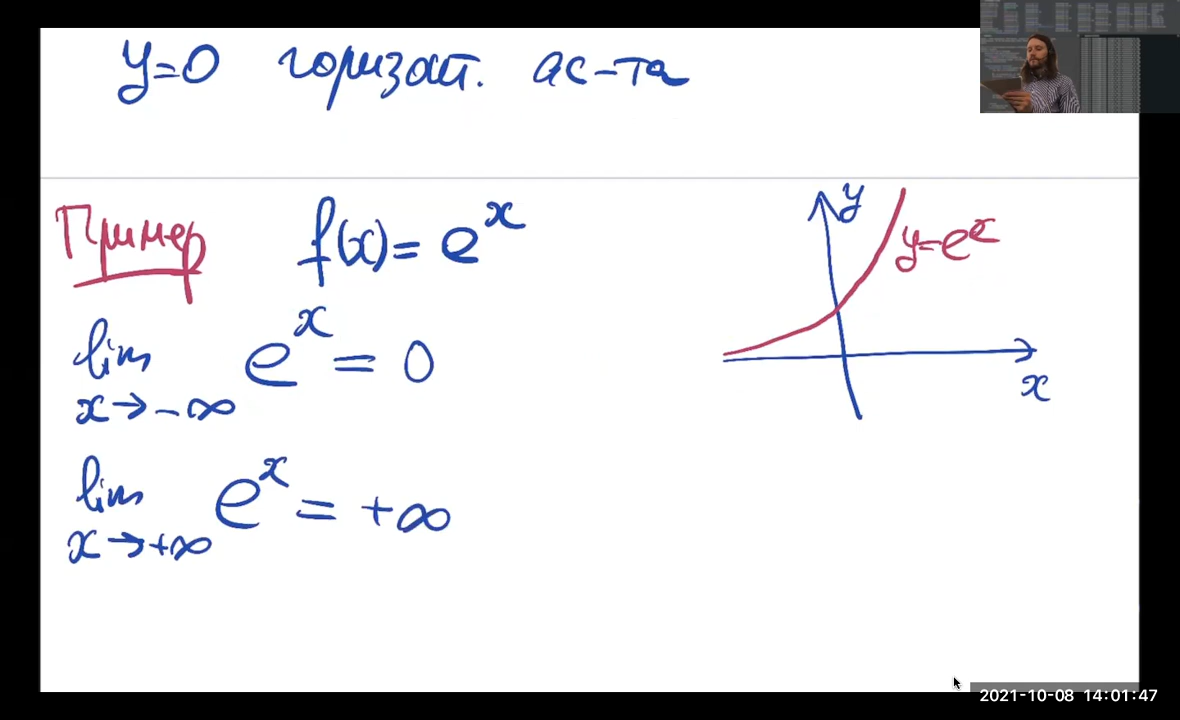 y=0 горизонт. ас-та
Пример f(x)= e^x
lim e^x = 0
x→-∞
lim e^x = +∞
x→+∞
y
y=e^x
x
2021-10-08 14:01:47